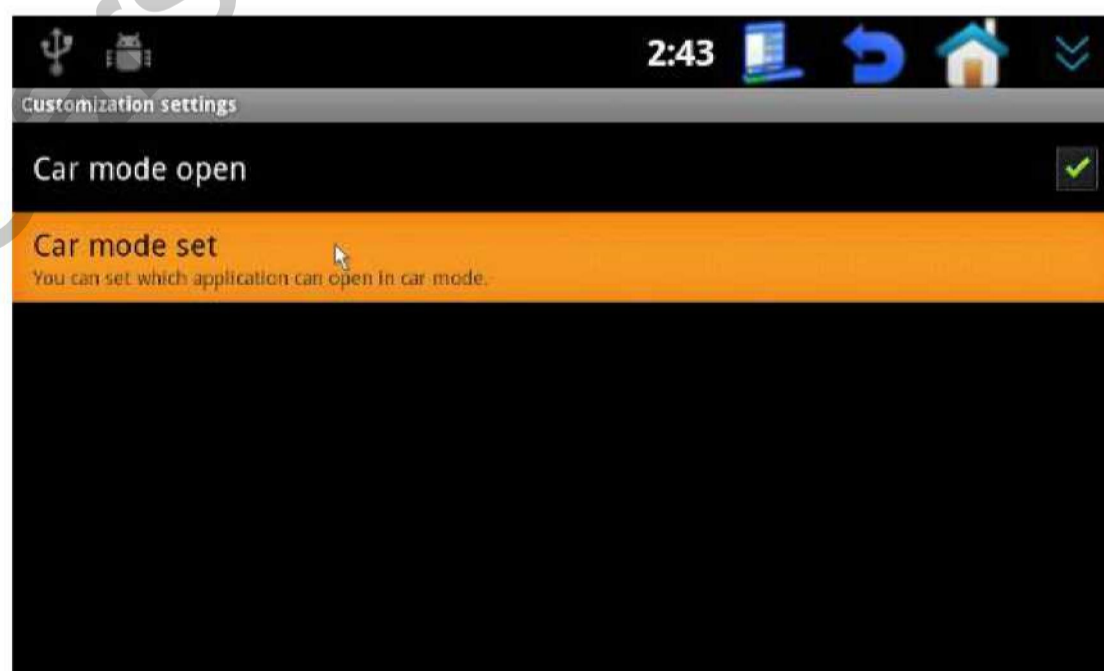 2:43
Customization settings
Car mode open
Car mode set
You can set which application can open in car mode.